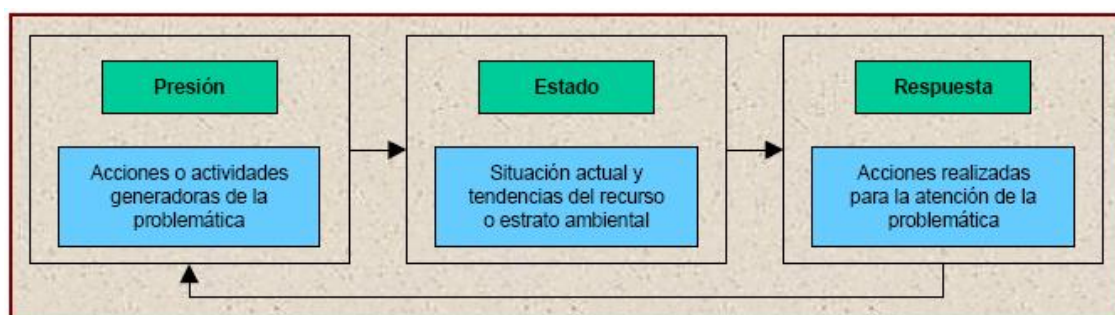 Presión
Acciones o actividades
generadoras de la
problemática
Estado
Situación actual y
tendencias del recurso
o estrato ambiental
Respuesta
Acciones realizadas
para la atención de la
problemática